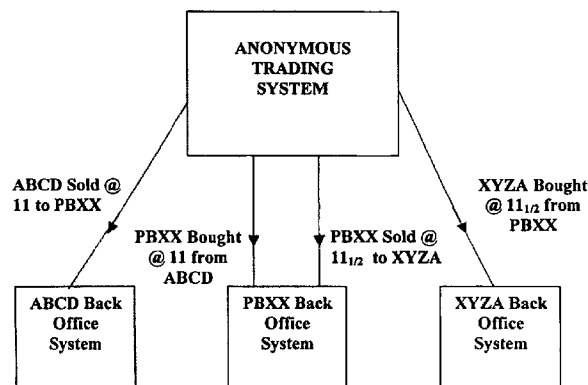 ANONYMOUS
TRADING
SYSTEM
ABCD Sold @
11 to PBXX
PBXX Bought
@ 11 from
ABCD
PBXX Sold @
11 1/2 to XYZA
XYZA Bought
@ 11 1/2 from
PBXX
ABCD Back
Office
System
PBXX Back
Office
System
XYZA Back
Office
System